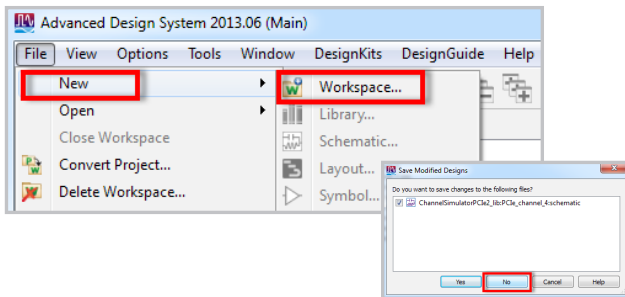 Advanced Design System 2013.06 (Main)
File View Options Tools Window DesignKits DesignGuide Help
New Workspace...
Open Library...
Close Workspace Schematic...
Convert Project... Layout...
Delete Workspace... Symbol...
Save Modified Designs
Do you want to save changes to the following files?
ChannelSimulatorPCIe2_lib:PCIe_channel_4:schematic
Yes No Cancel Help